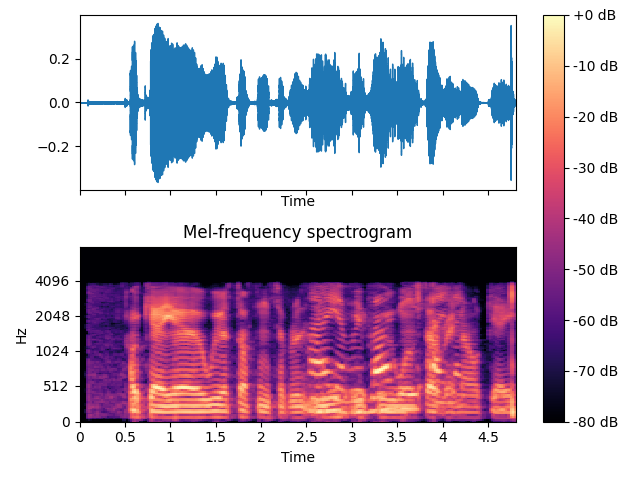 0.2
0.0
−0.2
Time
Mel-frequency spectrogram
Hz
4096
2048
1024
512
0
0 0.5 1 1.5 2 2.5 3 3.5 4 4.5
Time
+0 dB
-10 dB
-20 dB
-30 dB
-40 dB
-50 dB
-60 dB
-70 dB
-80 dB